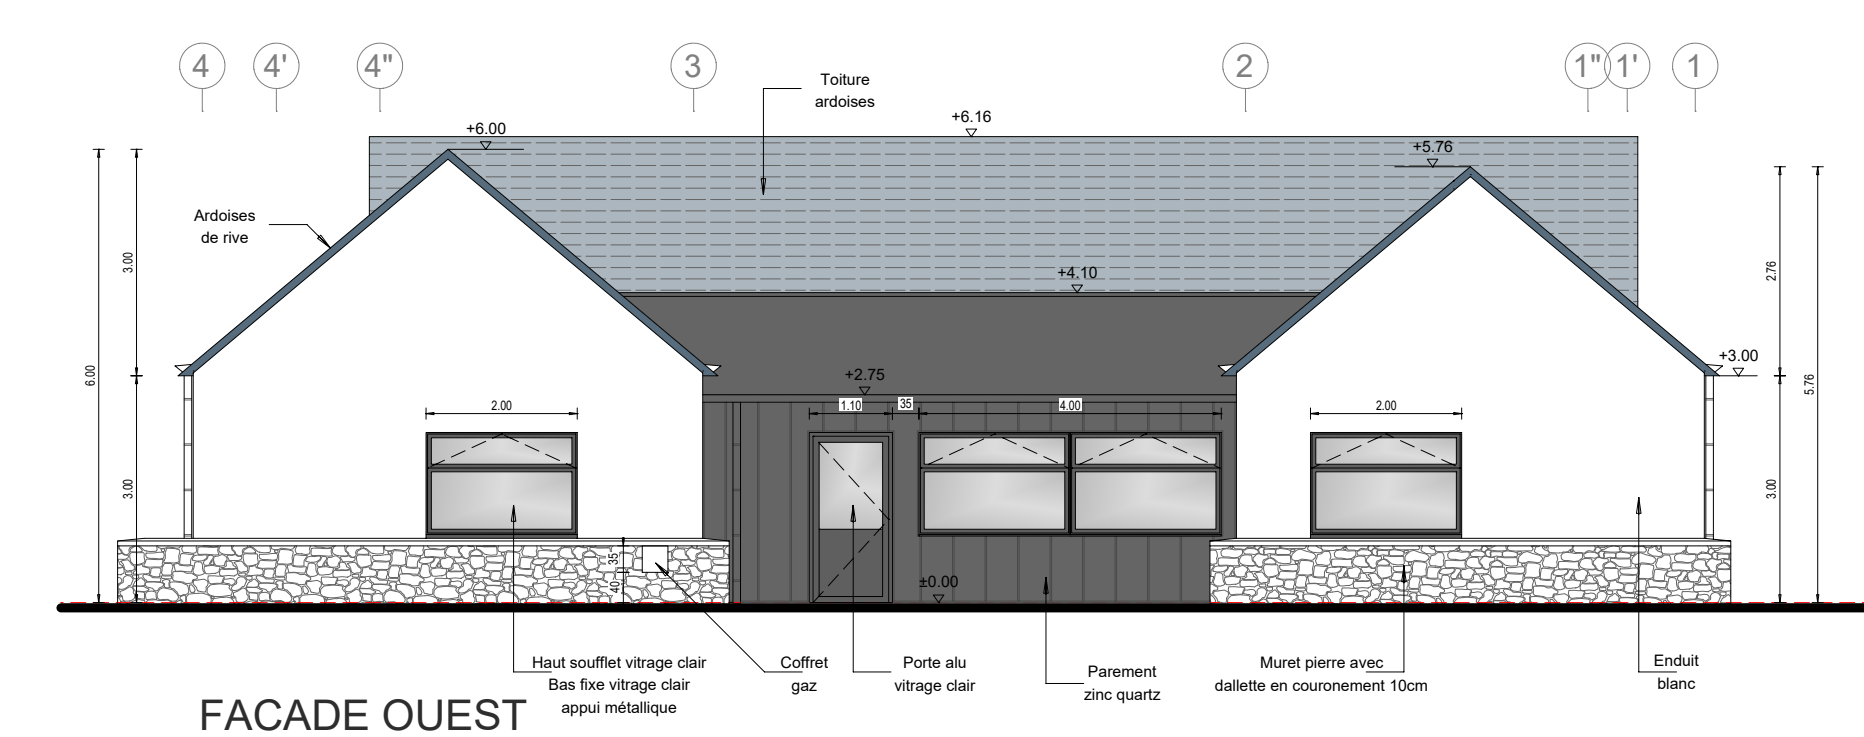 4 4' 4" 3 2 1" 1' 1
Toiture
ardoises
+6.16
+6.00
+5.76
Ardoises
de rive
+4.10
+3.00
+2.75
3.00
6.00
3.00
2.76
5.76
3.00
2.00
1.10
35
4.00
2.00
35
40
±0.00
Haut soufflet vitrage clair
Bas fixe vitrage clair
appui métallique
Coffret
gaz
Porte alu
vitrage clair
Parement
zinc quartz
Muret pierre avec
dallette en couronement 10cm
Enduit
blanc
FACADE OUEST